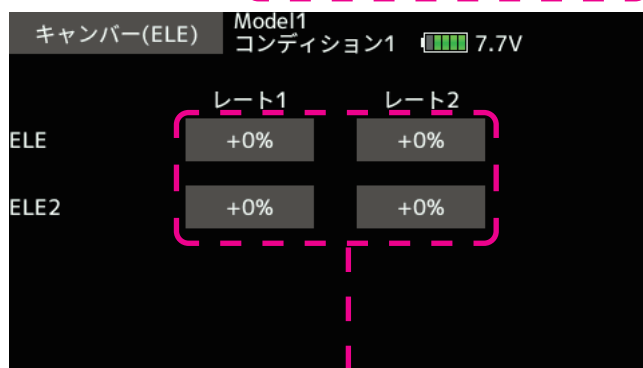 キャンバー(ELE)
Model1
コンディション1 7.7V
レート1 レート2
ELE +0% +0%
ELE2 +0% +0%